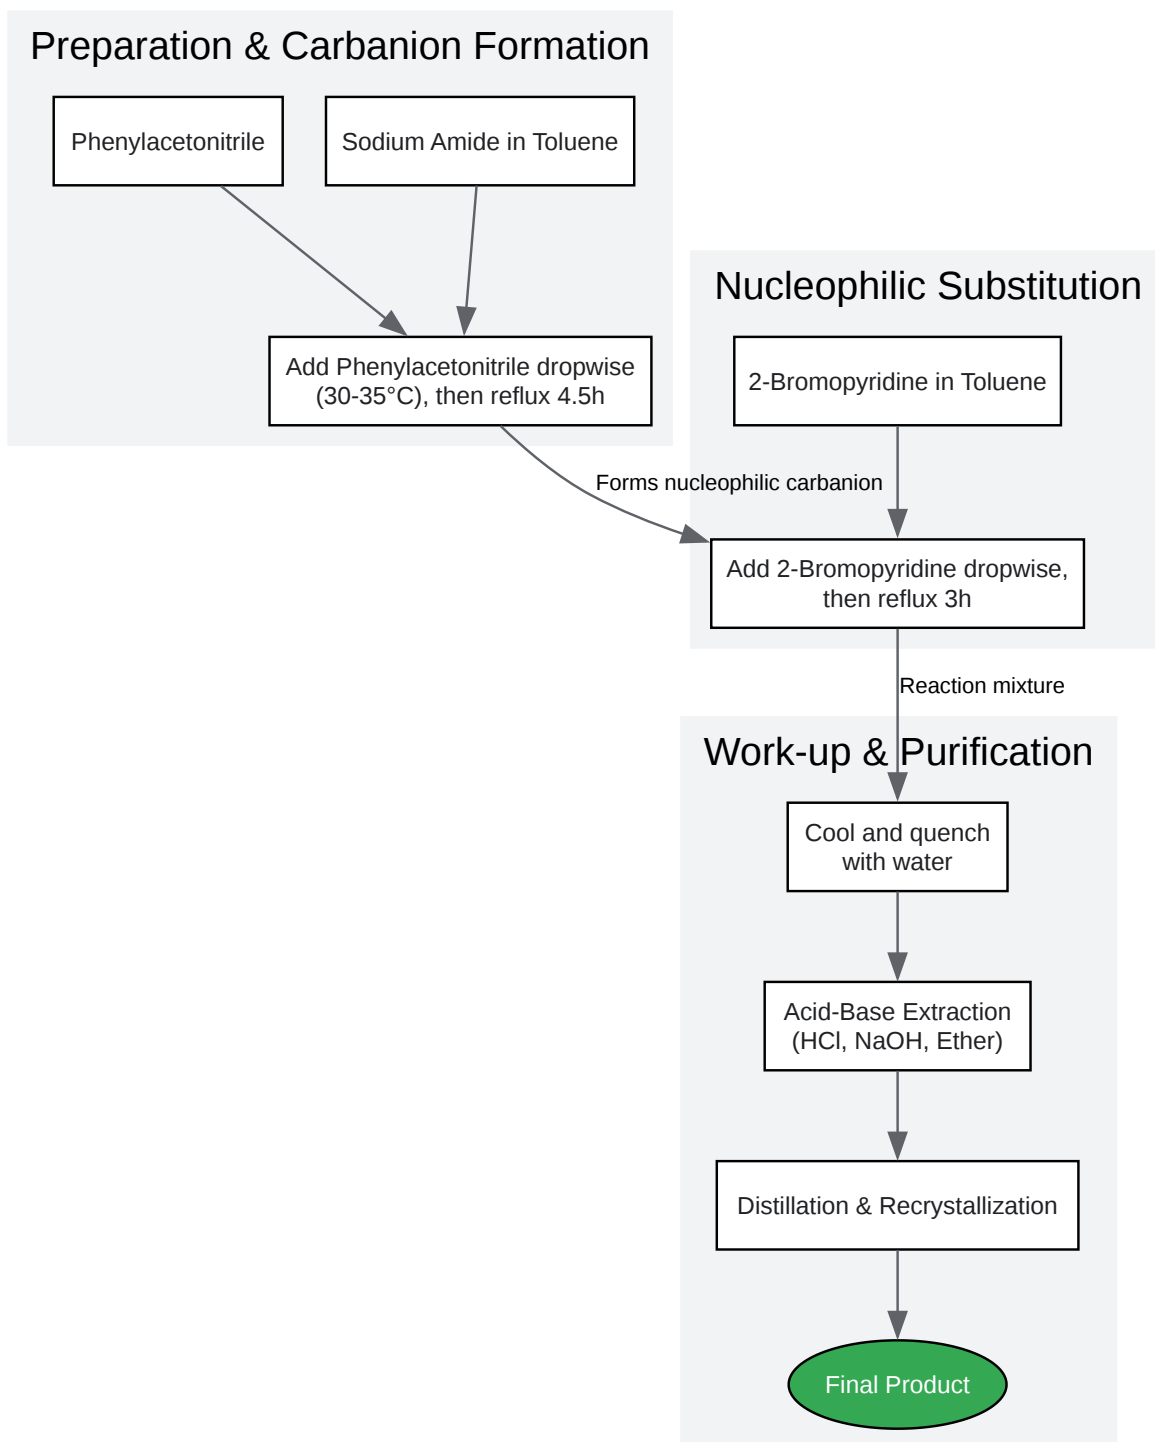 Preparation & Carbanion Formation
Phenylacetonitrile
Sodium Amide in Toluene
Add Phenylacetonitrile dropwise
(30-35°C), then reflux 4.5h
Nucleophilic Substitution
2-Bromopyridine in Toluene
Forms nucleophilic carbanion
Add 2-Bromopyridine dropwise,
then reflux 3h
Reaction mixture
Work-up & Purification
Cool and quench
with water
Acid-Base Extraction
(HCl, NaOH, Ether)
Distillation & Recrystallization
Final Product